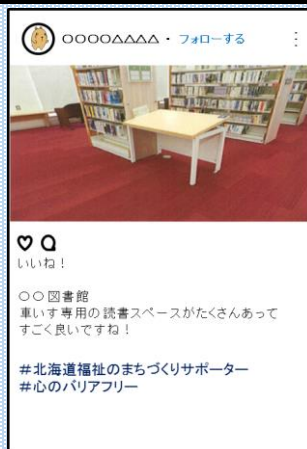 ○○○○△△△△・フォローする
いいね！
○○図書館
車いす専用の読書スペースがたくさんあって
すごく良いですね！
#北海道福祉のまちづくりサポーター
#心のバリアフリー